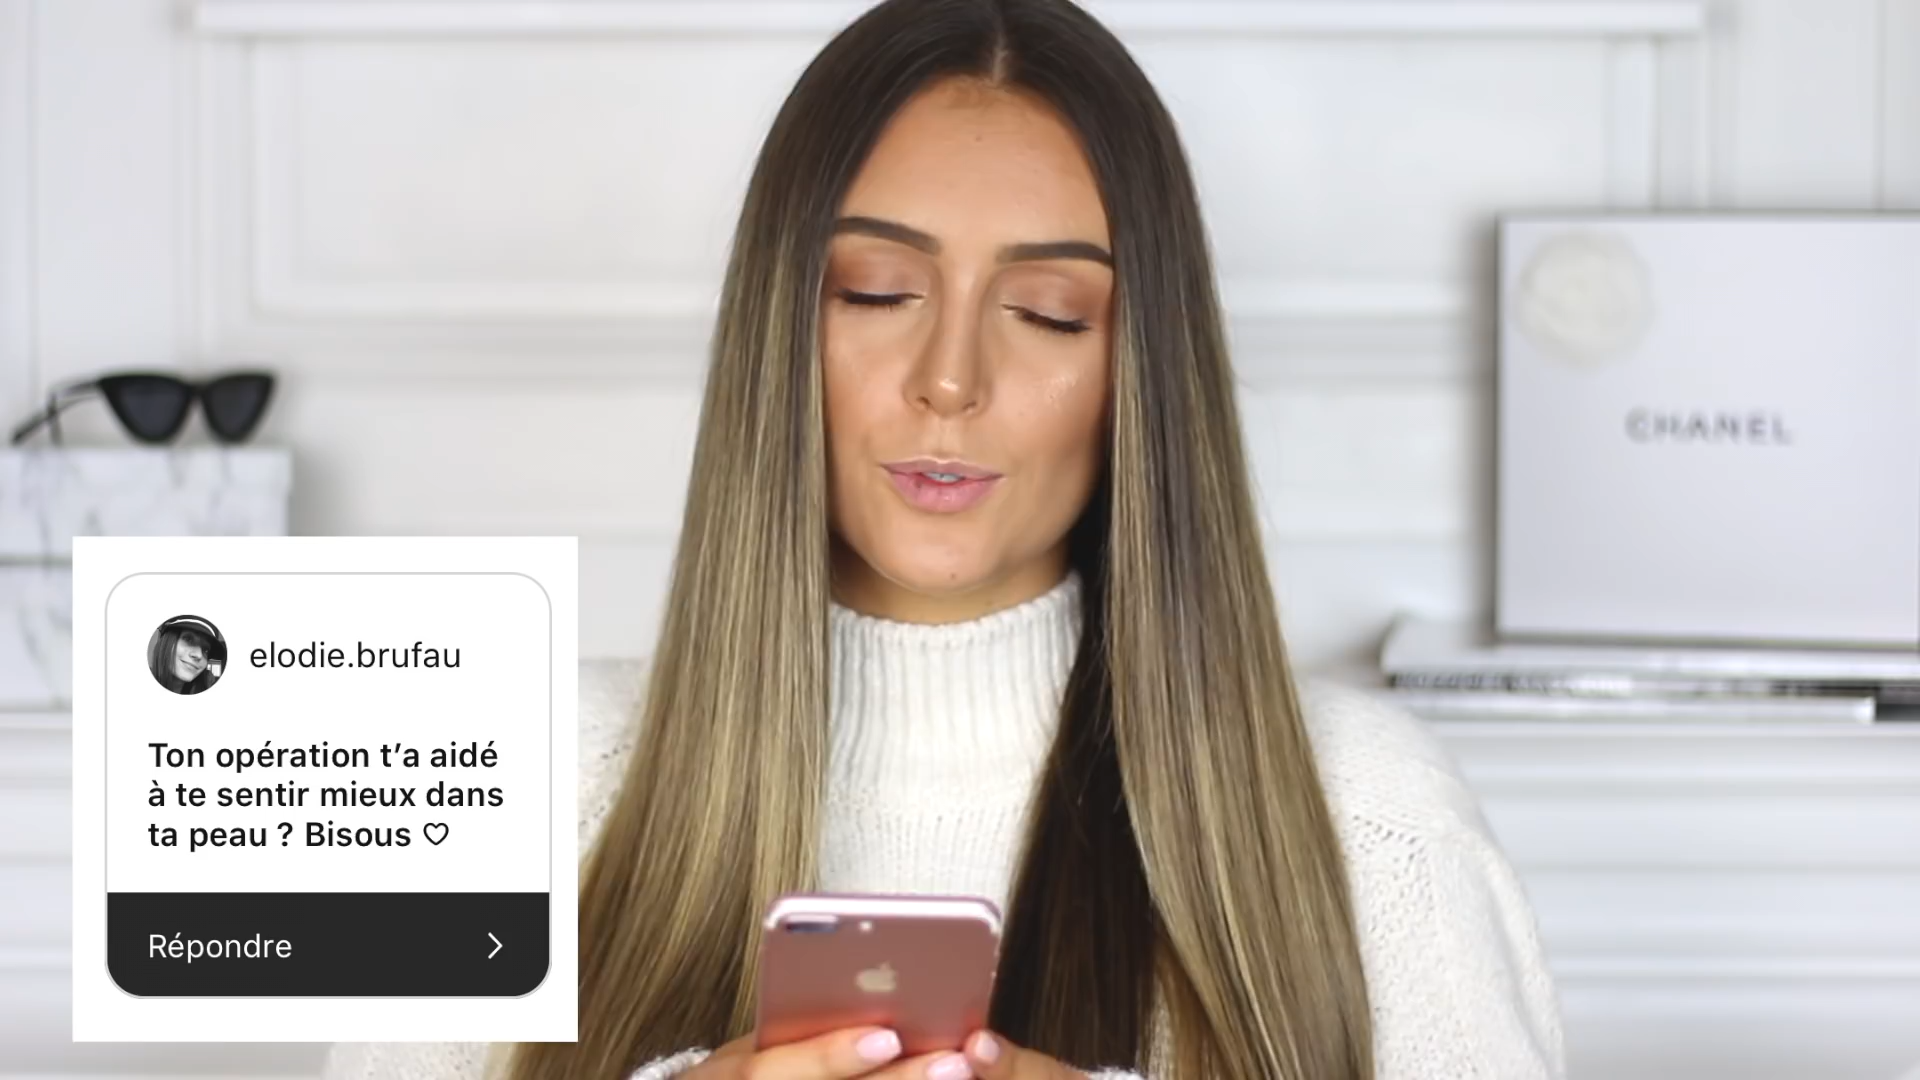 CHANEL
elodie.brufau
Ton opération t’a aidé
à te sentir mieux dans
ta peau ? Bisous ♡
Répondre